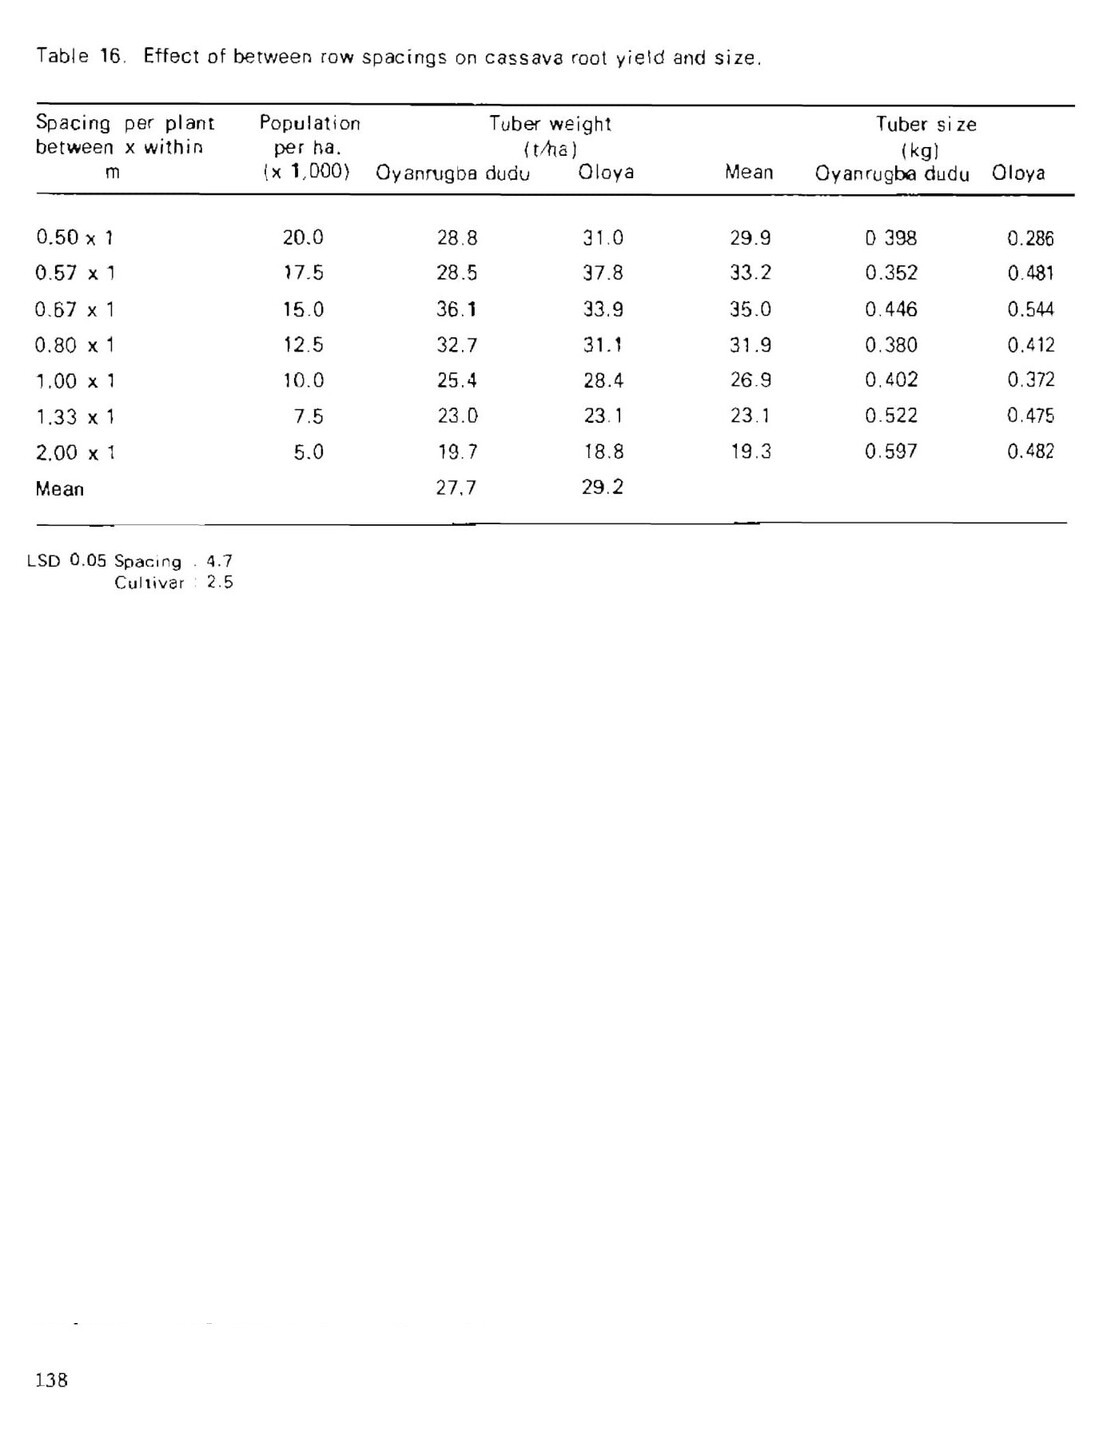 Table 16. Effect of between row spacings on cassava root yield and size.
Spacing per plant Population Tuber weight Tuber size
between x within per ha. (t/ha) (kg)
m (x 1,000) Oyanrugba dudu Oloya Mean Oyanrugba dudu Oloya
0.50 x 1 20.0 28.8 31.0 29.9 0 398 0.286
0.57 x 1 17.5 28.5 37.8 33.2 0.352 0.481
0.67 x 1 15.0 36.1 33.9 35.0 0.446 0.544
0.80 x 1 12.5 32.7 31.1 31.9 0.380 0.412
1.00 x 1 10.0 25.4 28.4 26.9 0.402 0.372
1.33 x 1 7.5 23.0 23.1 23.1 0.522 0.475
2.00 x 1 5.0 19.7 18.8 19.3 0.597 0.482
Mean 27.7 29.2
LSD 0.05 Spacing : 4.7
Cultivar : 2.5
138